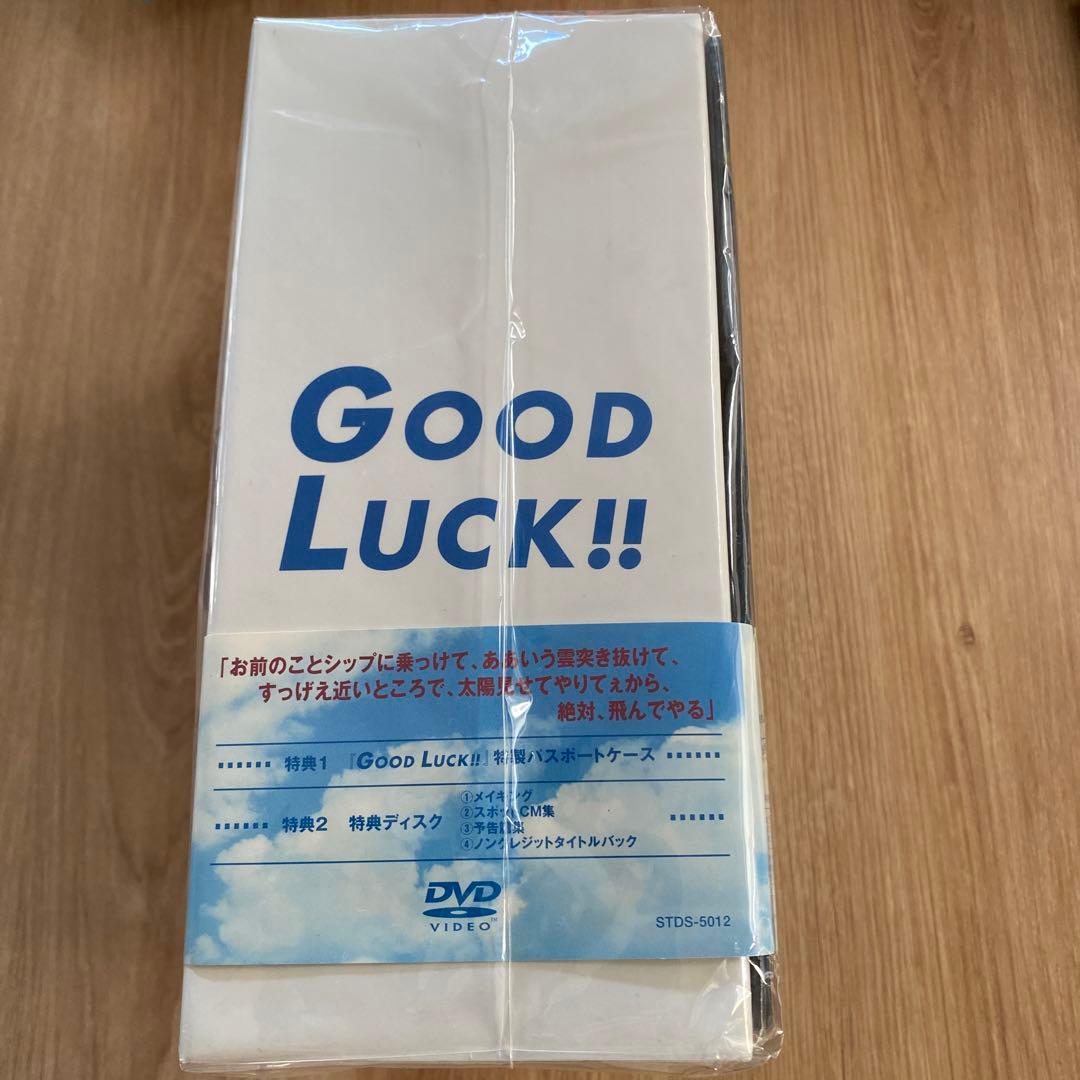 GOOD
LUCK!!
「お前のことシップに乗っけて、ああいう雲突き抜けて、
すっげえ近いところで、太陽見せてやりてぇから、
絶対、飛んでやる」
特典1 『GOOD LUCK!!』特製パスポートケース
特典2 特典ディスク
①メイキング
②スポットCM集
③予告篇集
④ノンクレジットタイトルバック
DVD
VIDEO™
STDS-5012